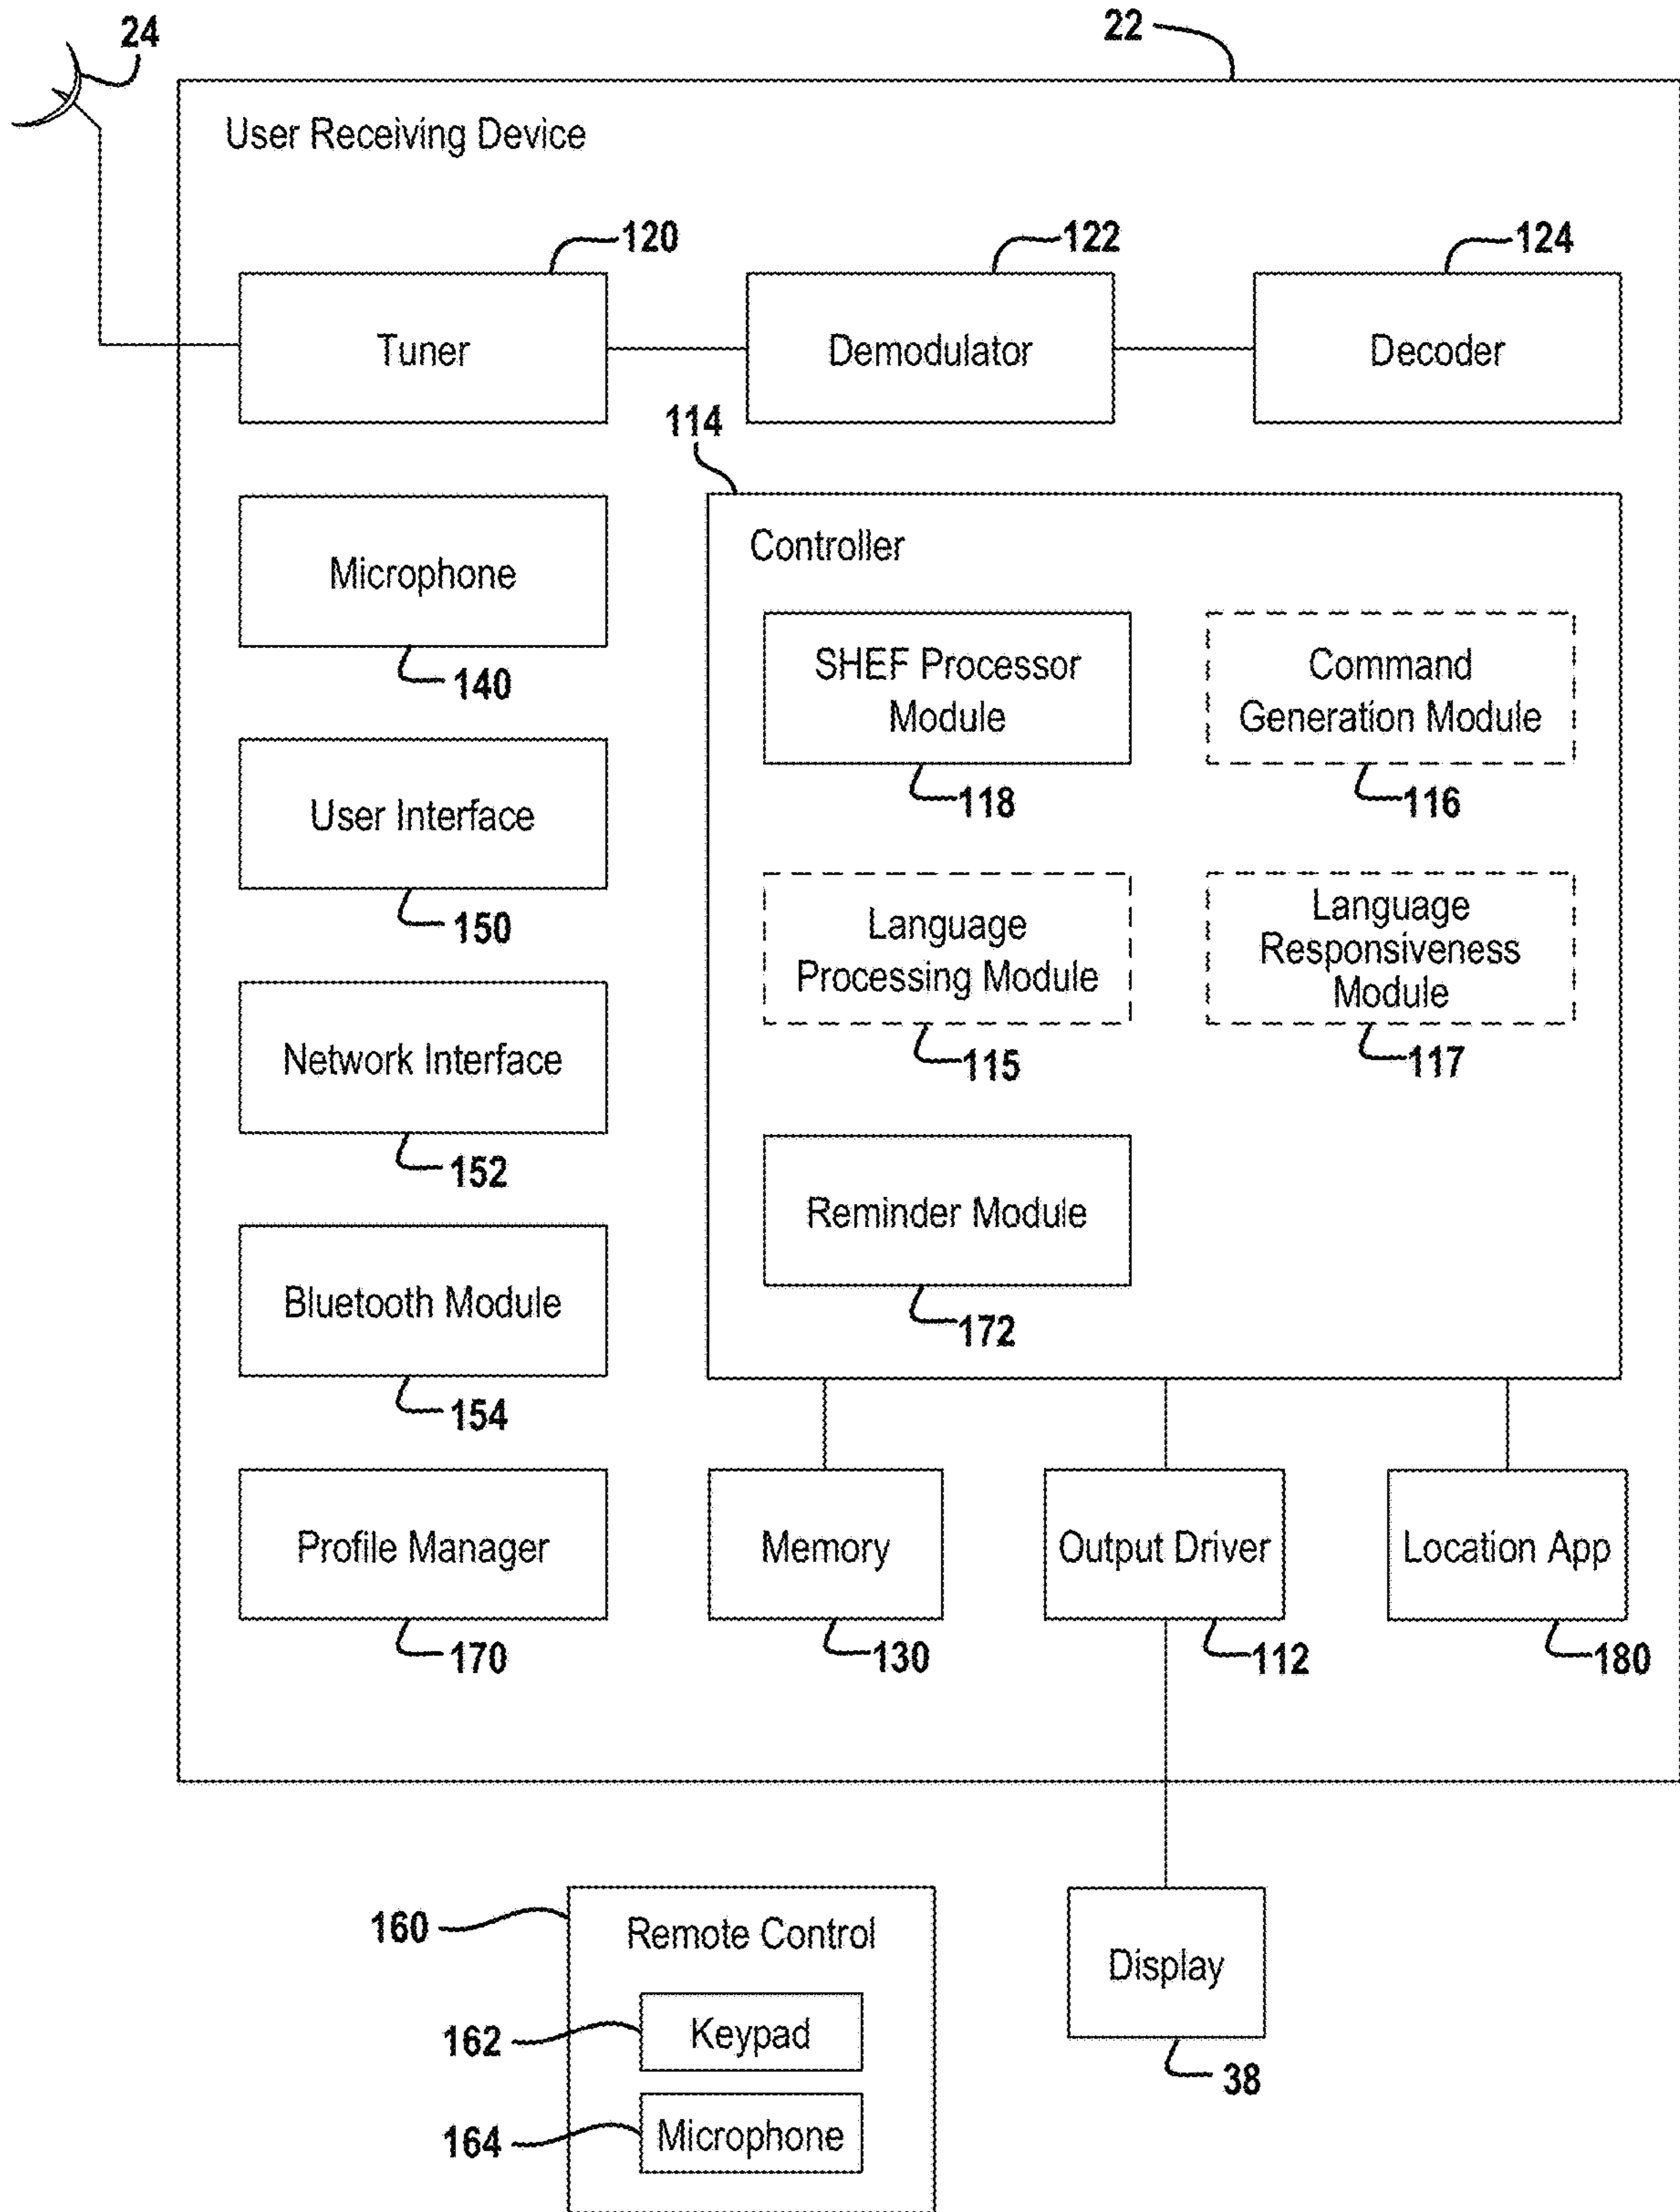 24
22
User Receiving Device
120
122
124
Tuner
Demodulator
Decoder
114
Microphone
140
Controller
SHEF Processor
Module
118
Command
Generation Module
116
User Interface
150
Language
Processing Module
115
Language
Responsiveness
Module
117
Network Interface
152
Reminder Module
172
Bluetooth Module
154
Profile Manager
170
Memory
130
Output Driver
112
Location App
180
160
Remote Control
162
Keypad
164
Microphone
Display
38